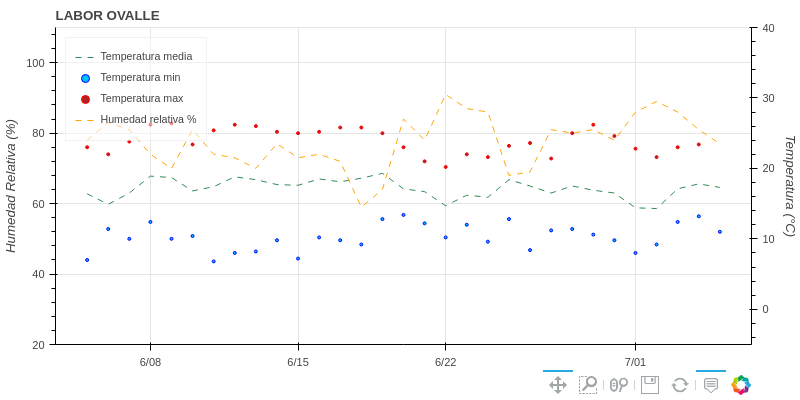 LABOR OVALLE
Temperatura media
Temperatura min
Temperatura max
Humedad relativa %
Humedad Relativa (%)
100
80
60
40
20
40
30
20
10
0
Temperatura (°C)
6/08
6/15
6/22
7/01